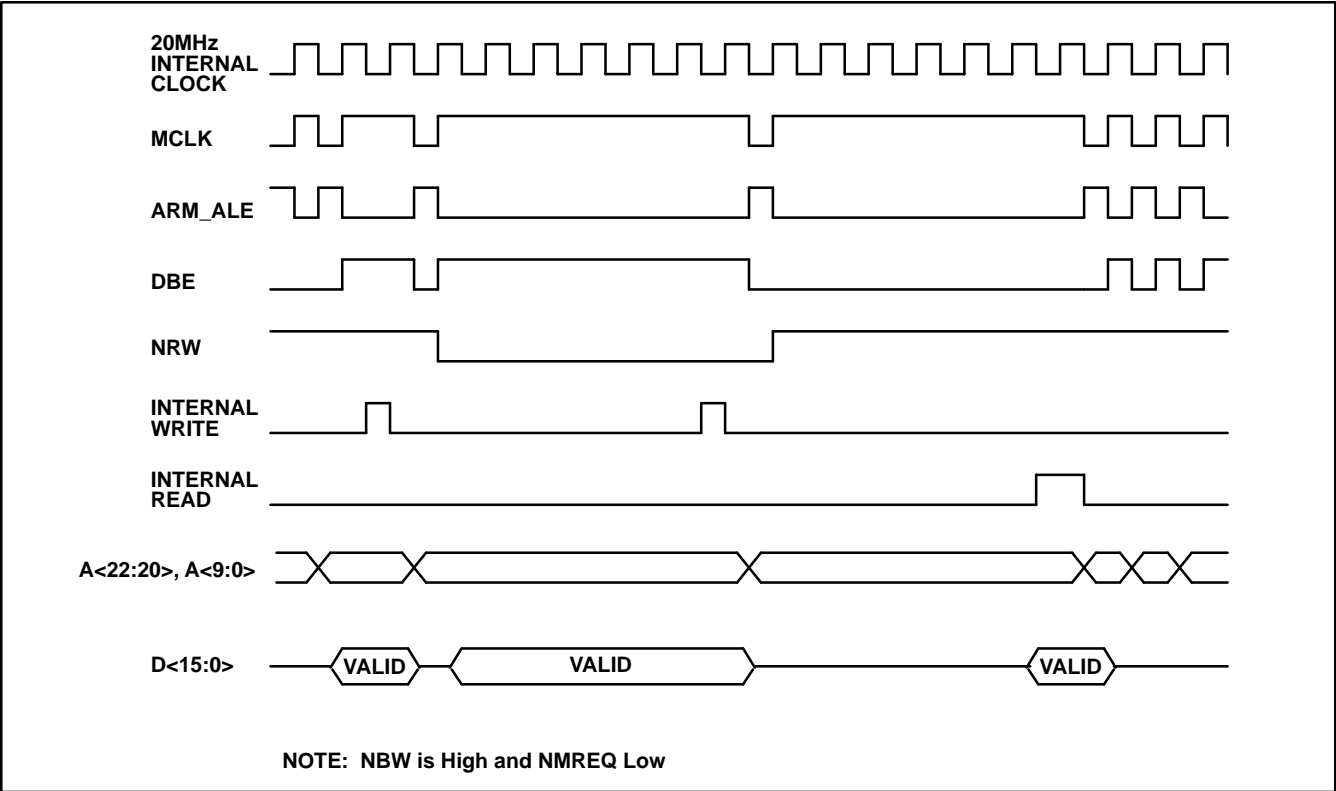 20MHz
INTERNAL
CLOCK
MCLK
ARM_ALE
DBE
NRW
INTERNAL
WRITE
INTERNAL
READ
A<22:20>, A<9:0>
D<15:0>
VALID
VALID
VALID
NOTE: NBW is High and NMREQ Low